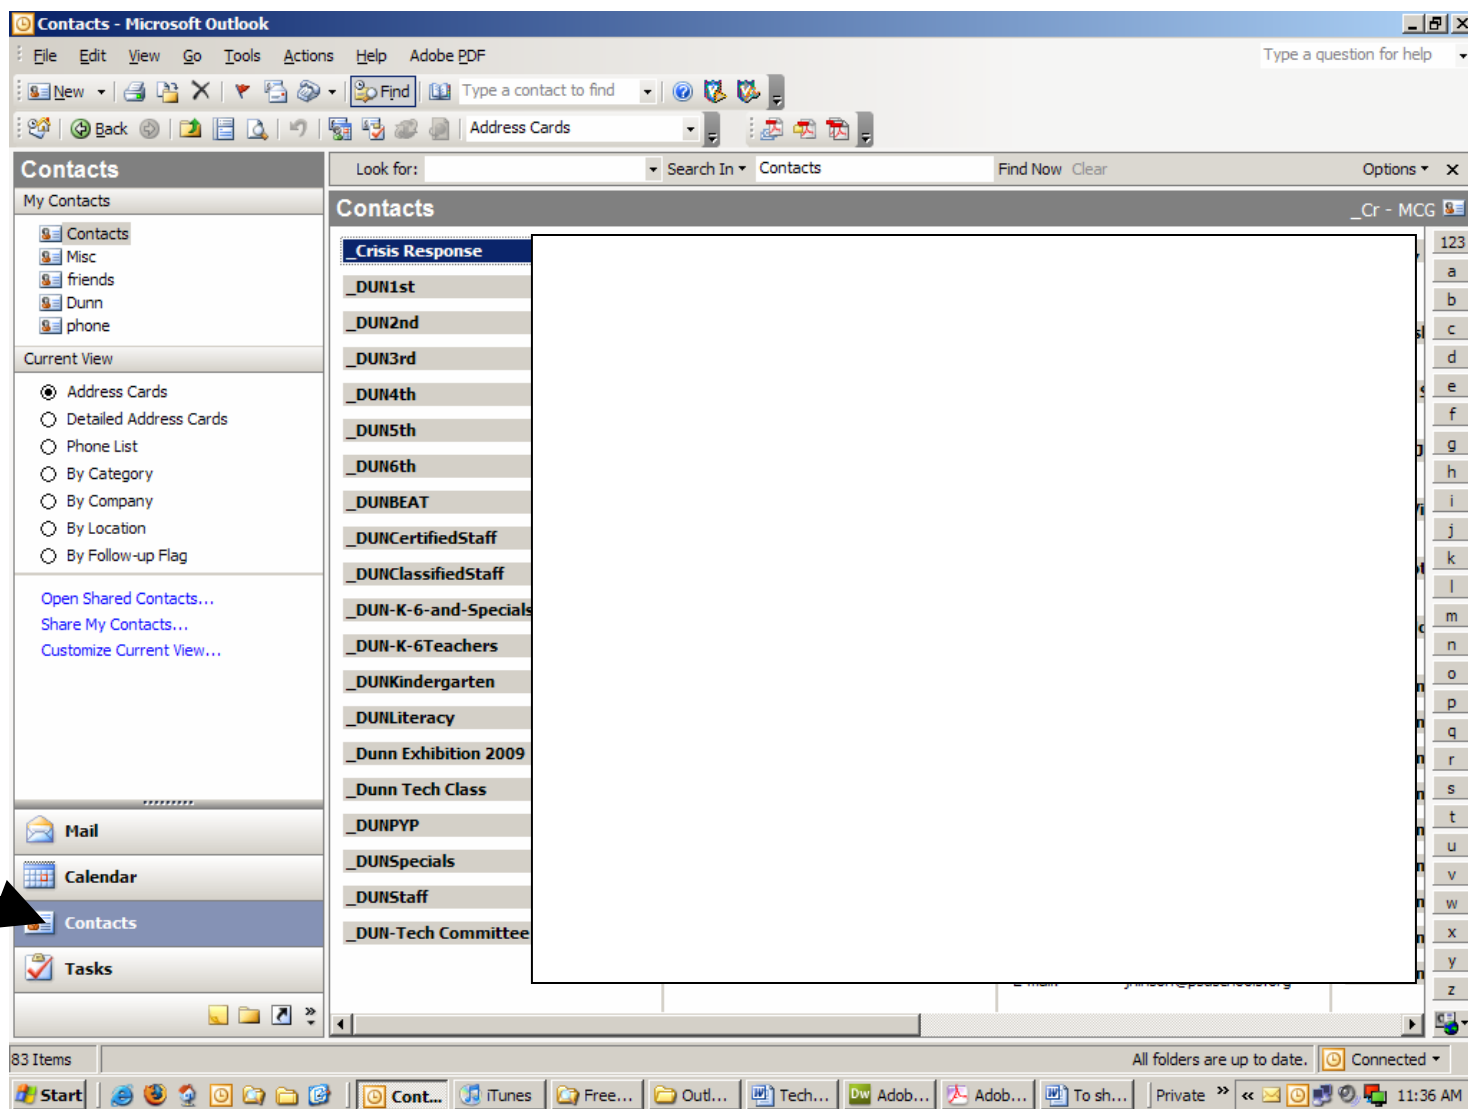 Contacts - Microsoft Outlook
File Edit View Go Tools Actions Help Adobe PDF Type a question for help
New Find Type a contact to find
Back Address Cards
Contacts
Look for: Search In Contacts Find Now Clear Options
My Contacts
Contacts
Misc
friends
Dunn
phone
Current View
Address Cards
Detailed Address Cards
Phone List
By Category
By Company
By Location
By Follow-up Flag
Open Shared Contacts...
Share My Contacts...
Customize Current View...
Mail
Calendar
Contacts
Tasks
Contacts _Cr - MCG
_Crisis Response
_DUN1st
_DUN2nd
_DUN3rd
_DUN4th
_DUN5th
_DUN6th
_DUNBEAT
_DUNCertifiedStaff
_DUNClassifiedStaff
_DUN-K-6-and-Specials
_DUN-K-6Teachers
_DUNKindergarten
_DUNLiteracy
_Dunn Exhibition 2009
_Dunn Tech Class
_DUNPYP
_DUNSpecials
_DUNStaff
_DUN-Tech Committee
123
a
b
c
d
e
f
g
h
i
j
k
l
m
n
o
p
q
r
s
t
u
v
w
x
y
z
83 Items All folders are up to date. Connected
Start Cont... iTunes Free... Outl... Tech... Adob... Adob... To sh... Private 11:36 AM